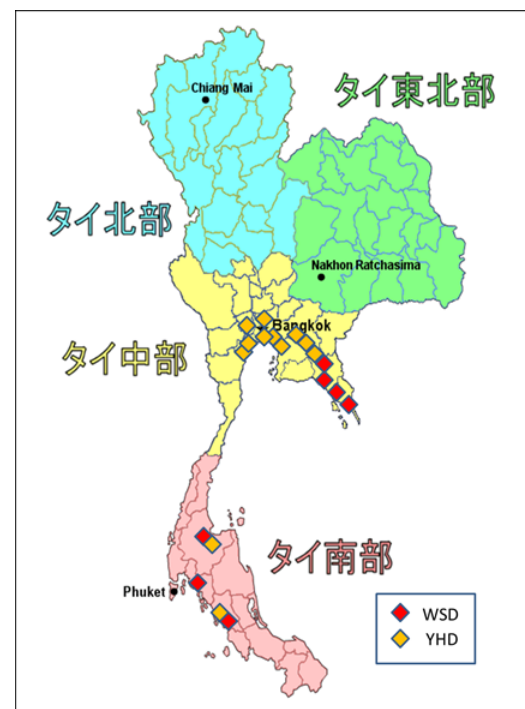 Chiang Mai
タイ東北部
タイ北部
Nakhon Ratchasima
Bangkok
タイ中部
タイ南部
Phuket
WSD
YHD